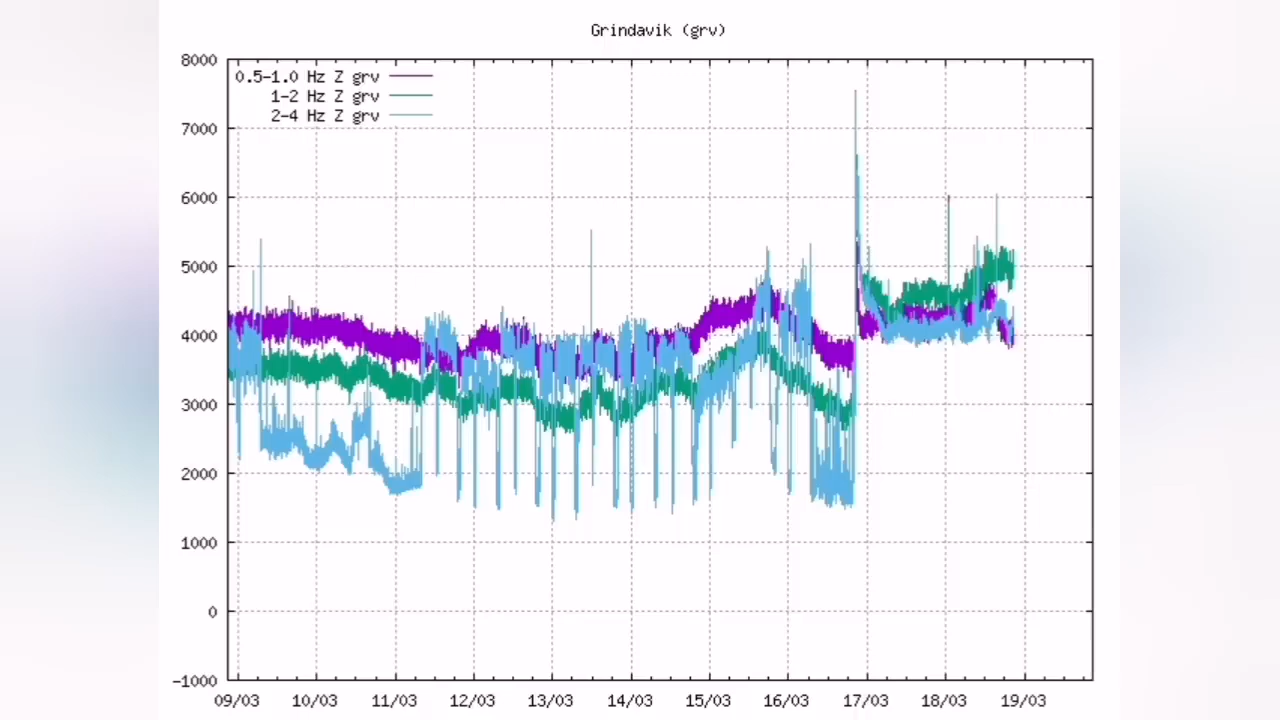 Grindavik (grv)
8000
0.5-1.0 Hz Z grv
1-2 Hz Z grv
2-4 Hz Z grv
7000
6000
5000
4000
3000
2000
1000
0
-1000
09/03 10/03 11/03 12/03 13/03 14/03 15/03 16/03 17/03 18/03 19/03